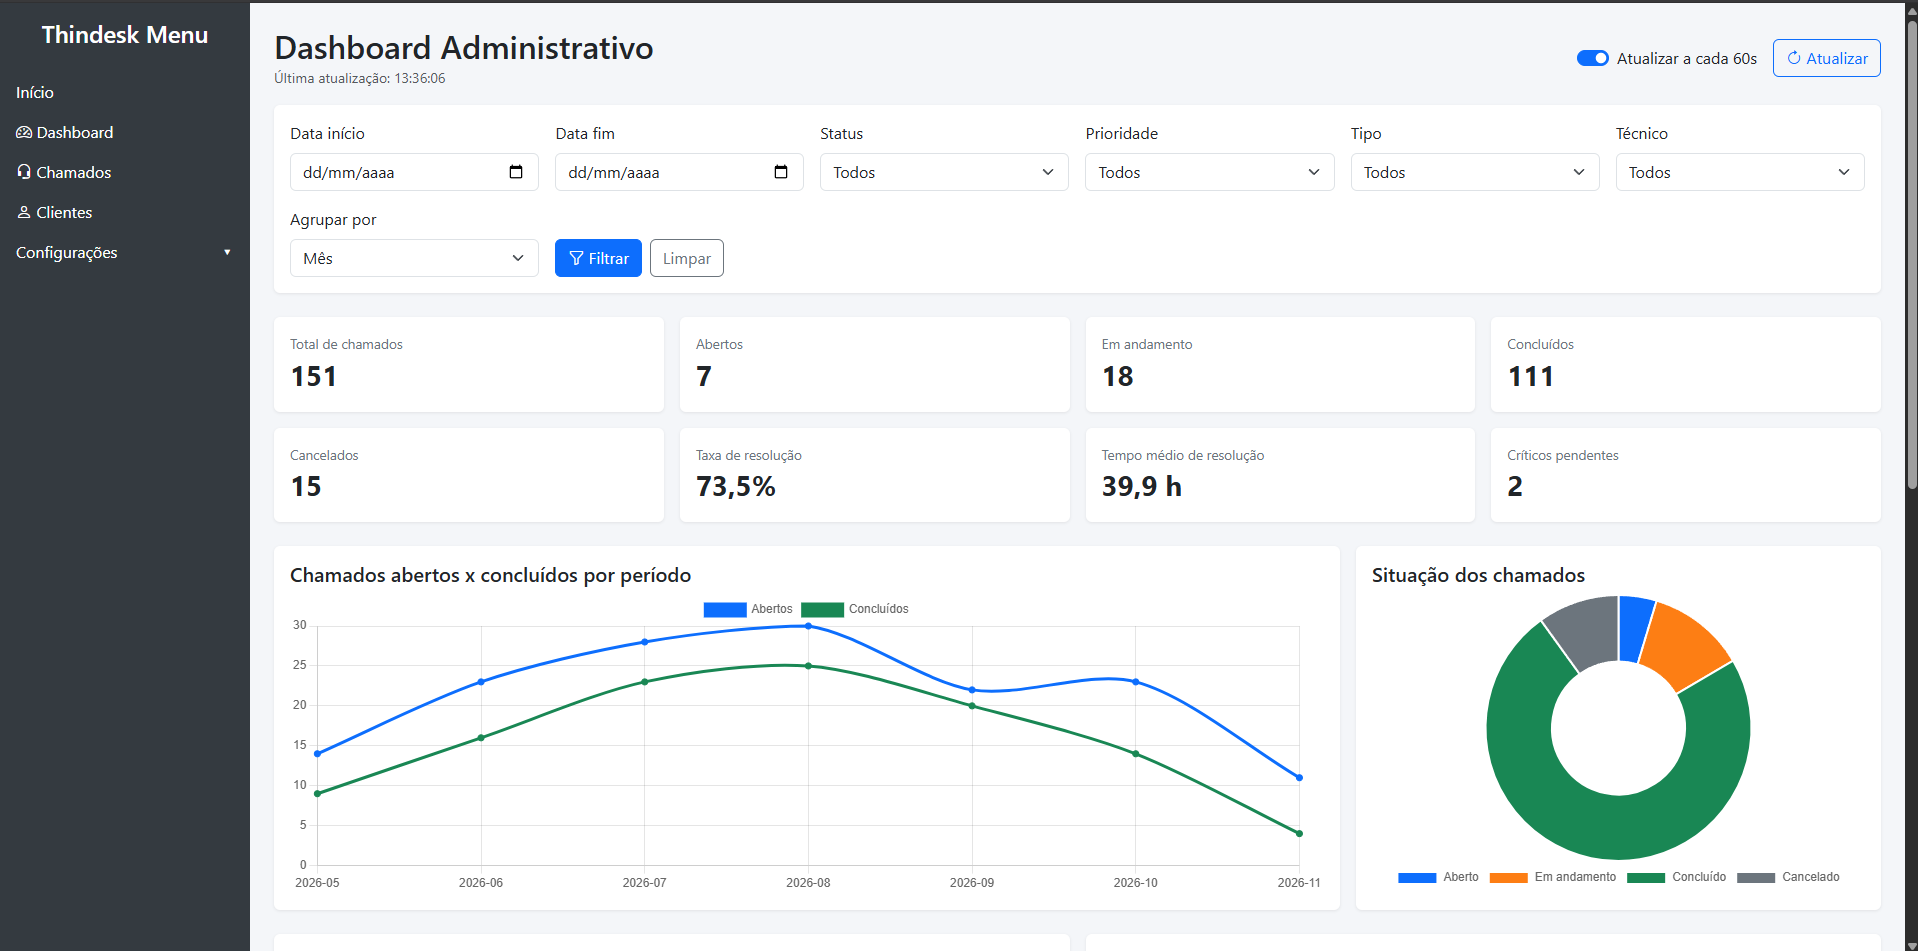 Thindesk Menu
Início
Dashboard
Chamados
Clientes
Configurações
Dashboard Administrativo
Última atualização: 13:36:06
Atualizar a cada 60s
Atualizar
Data início
Data fim
Status
Prioridade
Tipo
Técnico
dd/mm/aaaa
dd/mm/aaaa
Todos
Todos
Todos
Todos
Agrupar por
Mês
Filtrar
Limpar
Total de chamados
151
Abertos
7
Em andamento
18
Concluídos
111
Cancelados
15
Taxa de resolução
73,5%
Tempo médio de resolução
39,9 h
Críticos pendentes
2
Chamados abertos x concluídos por período
Abertos
Concluídos
30
25
20
15
10
5
0
2026-05
2026-06
2026-07
2026-08
2026-09
2026-10
2026-11
Situação dos chamados
Aberto
Em andamento
Concluído
Cancelado